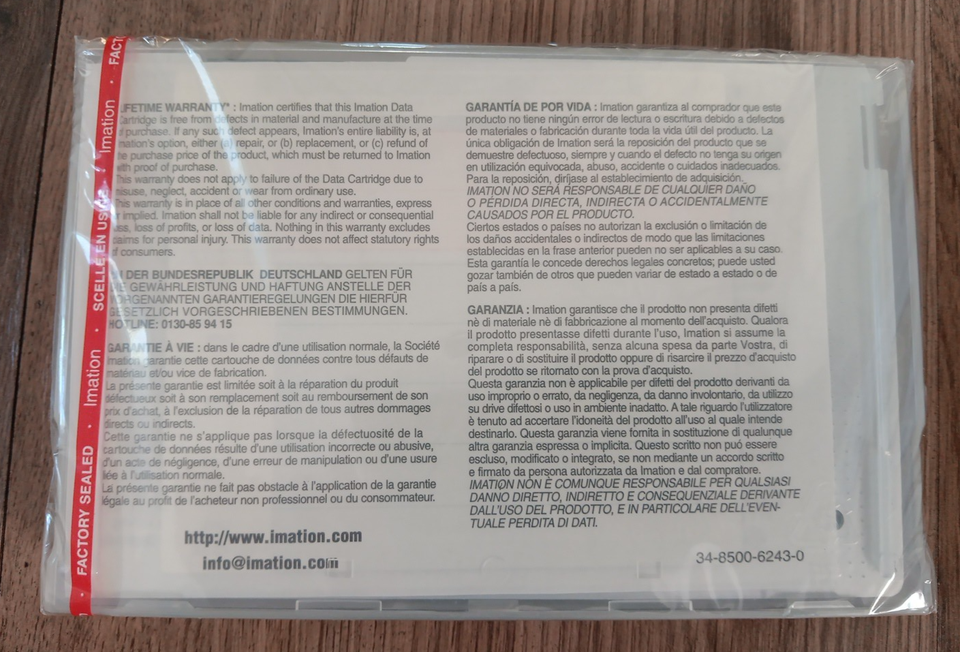 FACTORY SEALED · Imation · SCELLÉ EN USINE · Imation · FACT
LIFETIME WARRANTY* : Imation certifies that this Imation Data
Cartridge is free from defects in material and manufacture at the time
of purchase. If any such defect appears, Imation's entire liability is, at
Imation's option, either (a) repair, or (b) replacement, or (c) refund of
the purchase price of the product, which must be returned to Imation
with proof of purchase.
This warranty does not apply to failure of the Data Cartridge due to
misuse, neglect, accident or wear from ordinary use.
This warranty is in place of all other conditions and warranties, express
or implied. Imation shall not be liable for any indirect or consequential
loss, loss of profits, or loss of data. Nothing in this warranty excludes
claims for personal injury. This warranty does not affect statutory rights
of consumers.
IN DER BUNDESREPUBLIK DEUTSCHLAND GELTEN FÜR
DIE GEWÄHRLEISTUNG UND HAFTUNG ANSTELLE DER
VORGENANNTEN GARANTIEREGELUNGEN DIE HIERFÜR
GESETZLICH VORGESCHRIEBENEN BESTIMMUNGEN.
HOTLINE: 0130-85 94 15
GARANTIE À VIE : dans le cadre d'une utilisation normale, la Société
Imation garantie cette cartouche de données contre tous défauts de
matériau et/ou vice de fabrication.
La présente garantie est limitée soit à la réparation du produit
défectueux soit à son remplacement soit au remboursement de son
prix d'achat, à l'exclusion de la réparation de tous autres dommages
directs ou indirects.
Cette garantie ne s'applique pas lorsque la défectuosité de la
cartouche de données résulte d'une utilisation incorrecte ou abusive,
d'un acte de négligence, d'une erreur de manipulation ou d'une usure
liée à l'utilisation normale.
La présente garantie ne fait pas obstacle à l'application de la garantie
légale au profit de l'acheteur non professionnel ou du consommateur.
http://www.imation.com
info@imation.com
GARANTÍA DE POR VIDA : Imation garantiza al comprador que este
producto no tiene ningún error de lectura o escritura debido a defectos
de materiales o fabricación durante toda la vida útil del producto. La
única obligación de Imation será la reposición del producto que se
demuestre defectuoso, siempre y cuando el defecto no tenga su origen
en utilización equivocada, abuso, accidente o cuidados inadecuados.
Para la reposición, diríjase al establecimiento de adquisición.
IMATION NO SERÁ RESPONSABLE DE CUALQUIER DAÑO
O PÉRDIDA DIRECTA, INDIRECTA O ACCIDENTALMENTE
CAUSADOS POR EL PRODUCTO.
Ciertos estados o países no autorizan la exclusión o limitación de
los daños accidentales o indirectos de modo que las limitaciones
establecidas en la frase anterior pueden no ser aplicables a su caso.
Esta garantía le concede derechos legales concretos; puede usted
gozar también de otros que pueden variar de estado a estado o de
país a país.
GARANZIA : Imation garantisce che il prodotto non presenta difetti
nè di materiale nè di fabbricazione al momento dell'acquisto. Qualora
il prodotto presentasse difetti durante l'uso, Imation si assume la
completa responsabilità, senza alcuna spesa da parte Vostra, di
riparare o di sostituire il prodotto oppure di risarcire il prezzo d'acquisto
del prodotto se ritornato con la prova d'acquisto.
Questa garanzia non è applicabile per difetti del prodotto derivanti da
uso improprio o errato, da negligenza, da danno involontario, da utilizzo
su drive difettosi o uso in ambiente inadatto. A tale riguardo l'utilizzatore
è tenuto ad accertare l'idoneità del prodotto all'uso al quale intende
destinarlo. Questa garanzia viene fornita in sostituzione di qualunque
altra garanzia espressa o implicita. Questo scritto non può essere
escluso, modificato o integrato, se non mediante un accordo scritto
e firmato da persona autorizzata da Imation e dal compratore.
IMATION NON È COMUNQUE RESPONSABILE PER QUALSIASI
DANNO DIRETTO, INDIRETTO E CONSEQUENZIALE DERIVANTE
DALL'USO DEL PRODOTTO, E IN PARTICOLARE DELL'EVEN-
TUALE PERDITA DI DATI.
34-8500-6243-0